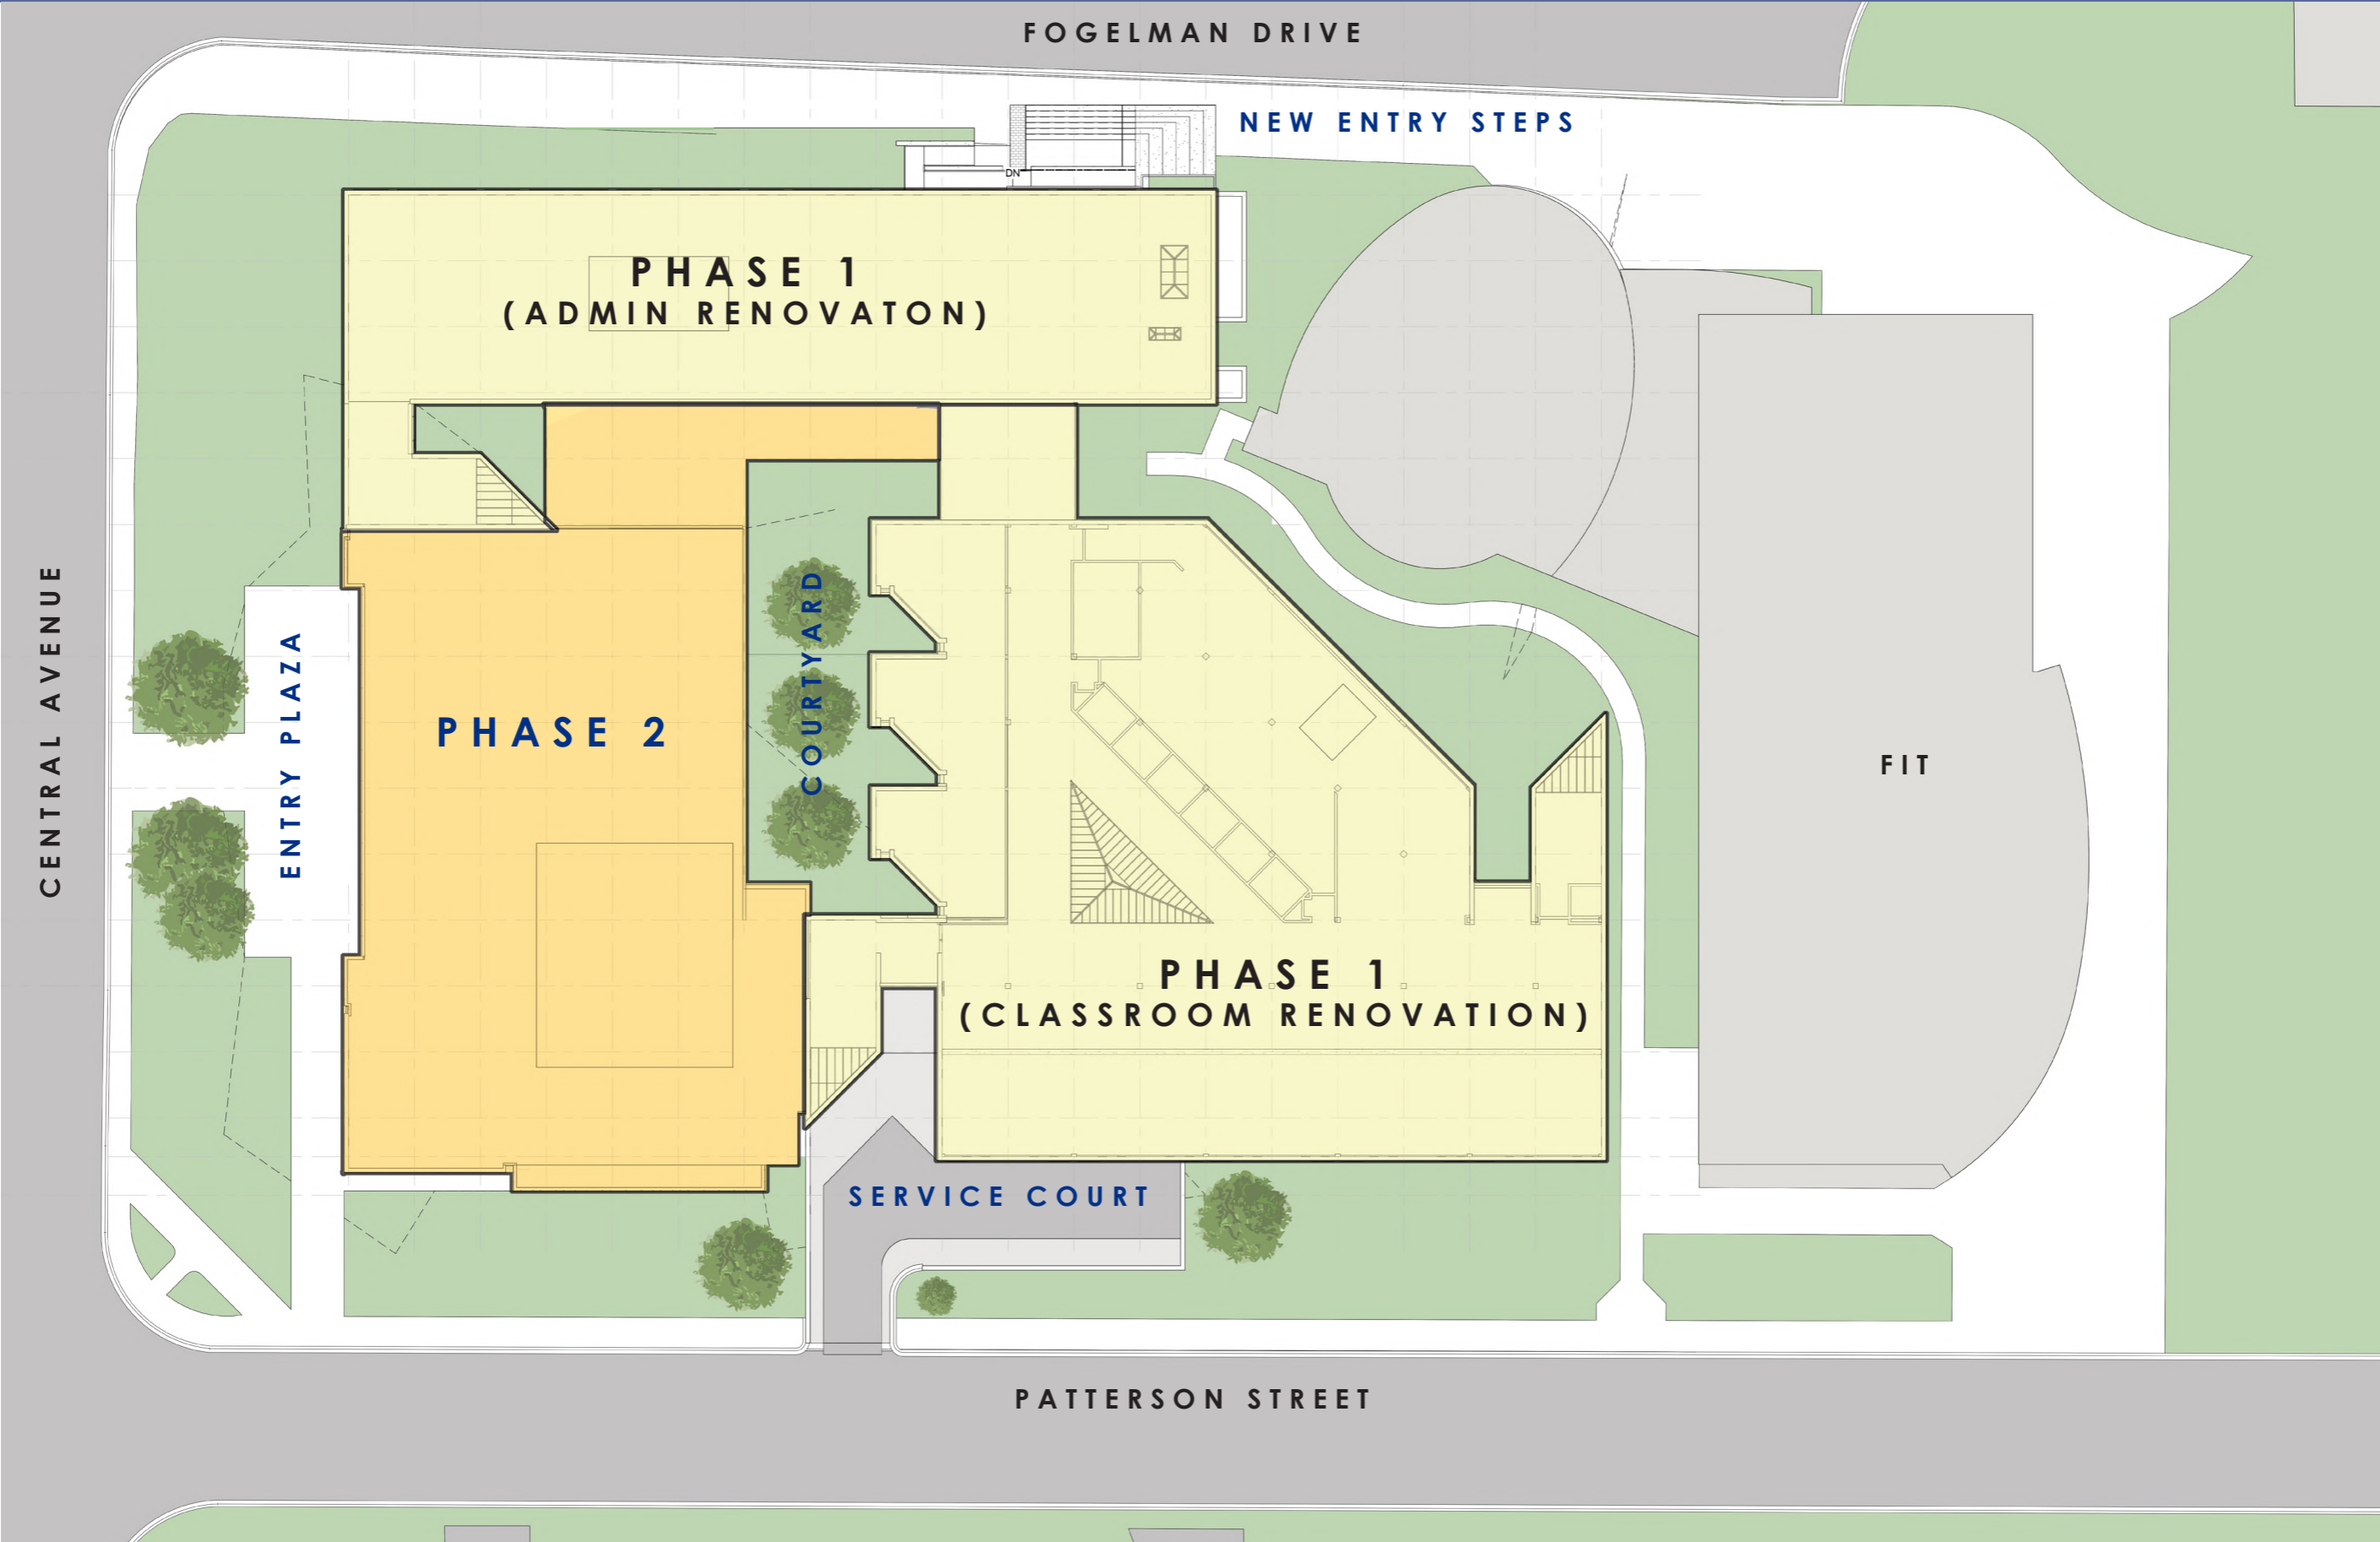 FOGELMAN DRIVE
NEW ENTRY STEPS
DN
PHASE 1
(ADMIN RENOVATON)
CENTRAL AVENUE
ENTRY PLAZA
PHASE 2
COURTYARD
FIT
PHASE 1
(CLASSROOM RENOVATION)
SERVICE COURT
PATTERSON STREET